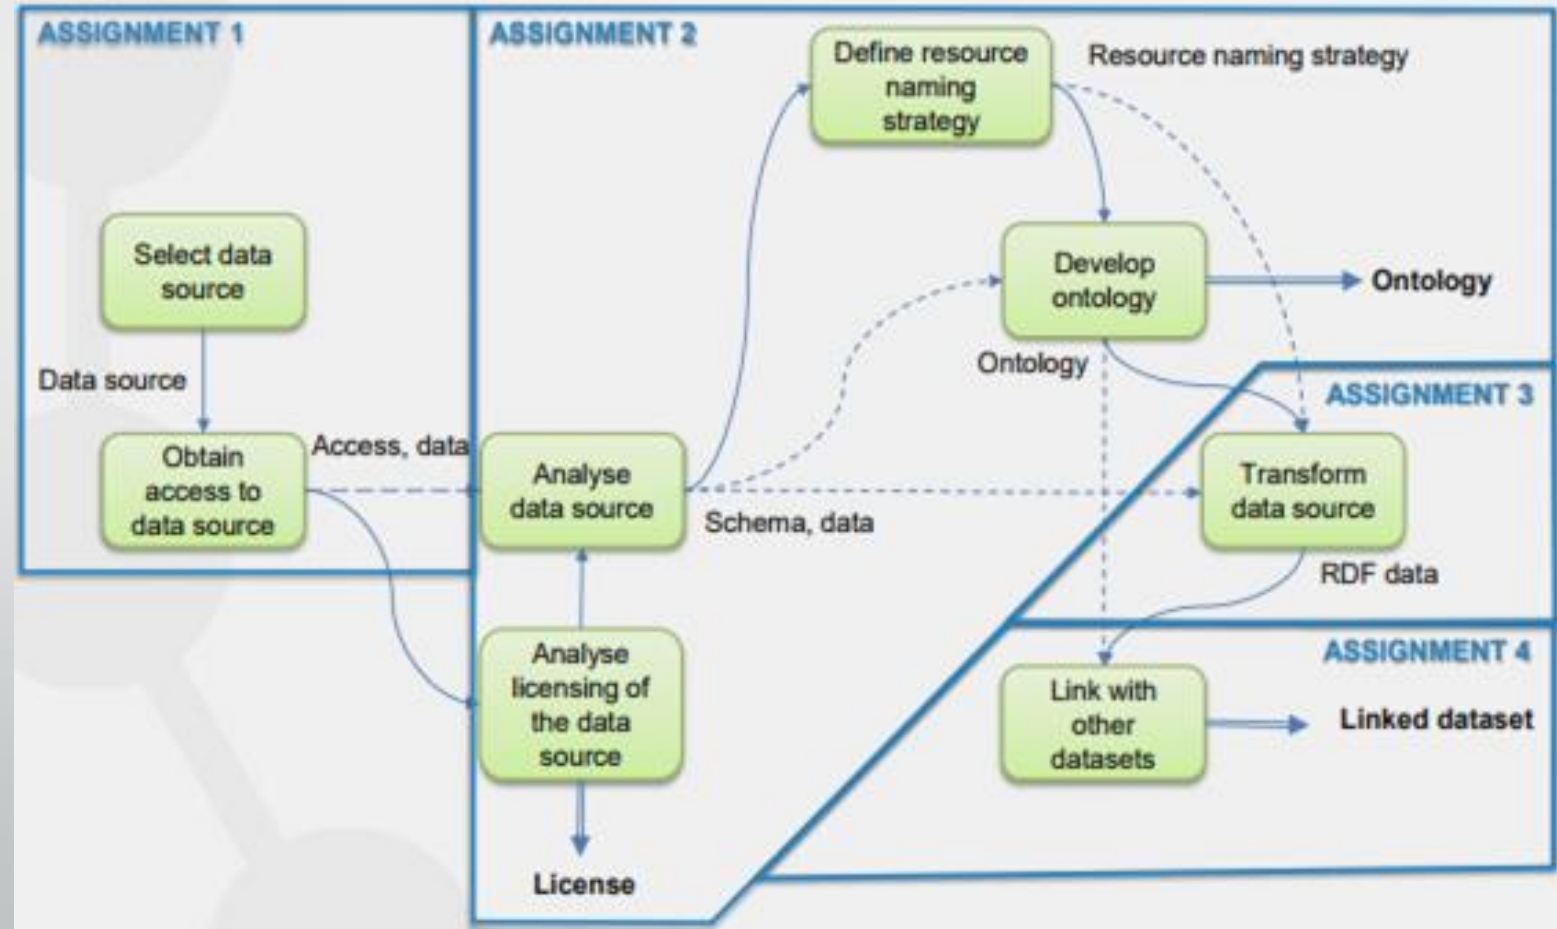 ASSIGNMENT 1
Select data
source
Data source
Obtain
access to
data source
Access, data
ASSIGNMENT 2
Define resource
naming
strategy
Resource naming strategy
Develop
ontology
Ontology
Ontology
Analyse
data source
Schema, data
Analyse
licensing of
the data
source
License
ASSIGNMENT 3
Transform
data source
RDF data
ASSIGNMENT 4
Link with
other
datasets
Linked dataset